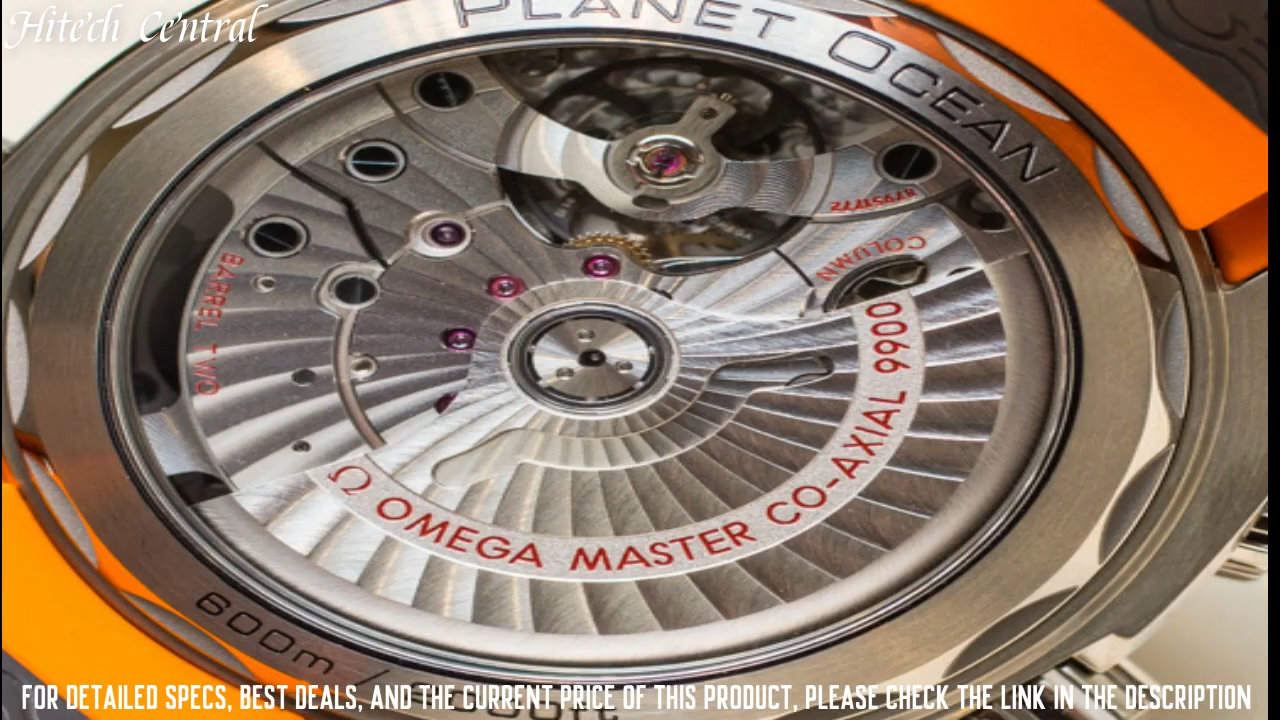 Hitech Central
PLANET OCEAN
COLUMN
BARREL TWO
Ω OMEGA MASTER CO-AXIAL 9900
600m /
FOR DETAILED SPECS, BEST DEALS, AND THE CURRENT PRICE OF THIS PRODUCT, PLEASE CHECK THE LINK IN THE DESCRIPTION